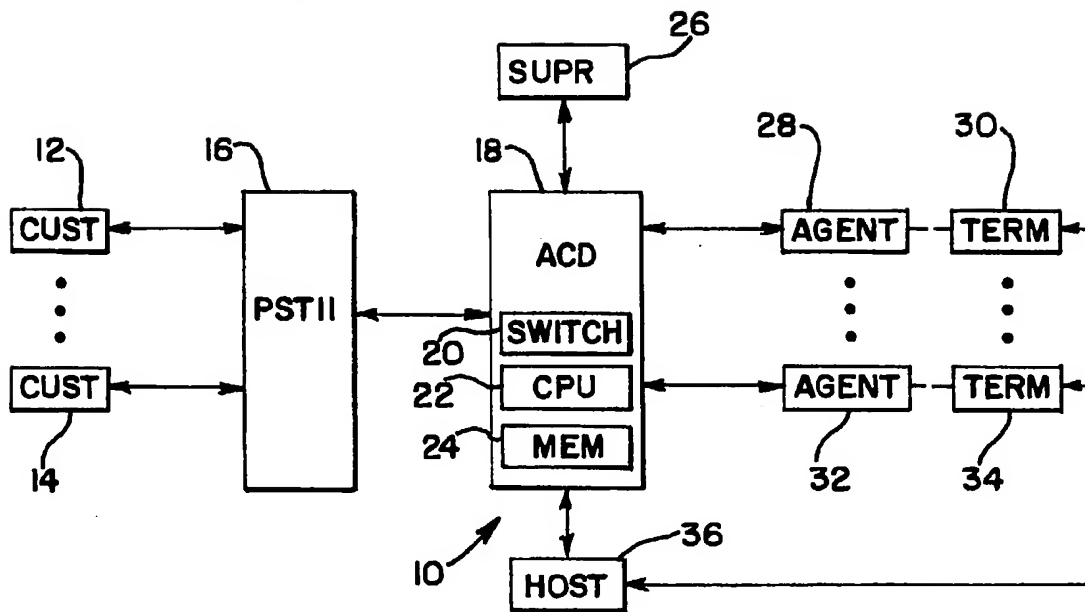 26
SUPR
12
16
18
28
30
CUST
ACD
AGENT
TERM
PST11
SWITCH
20
CUST
22
CPU
AGENT
TERM
14
24
MEM
32
34
10
36
HOST